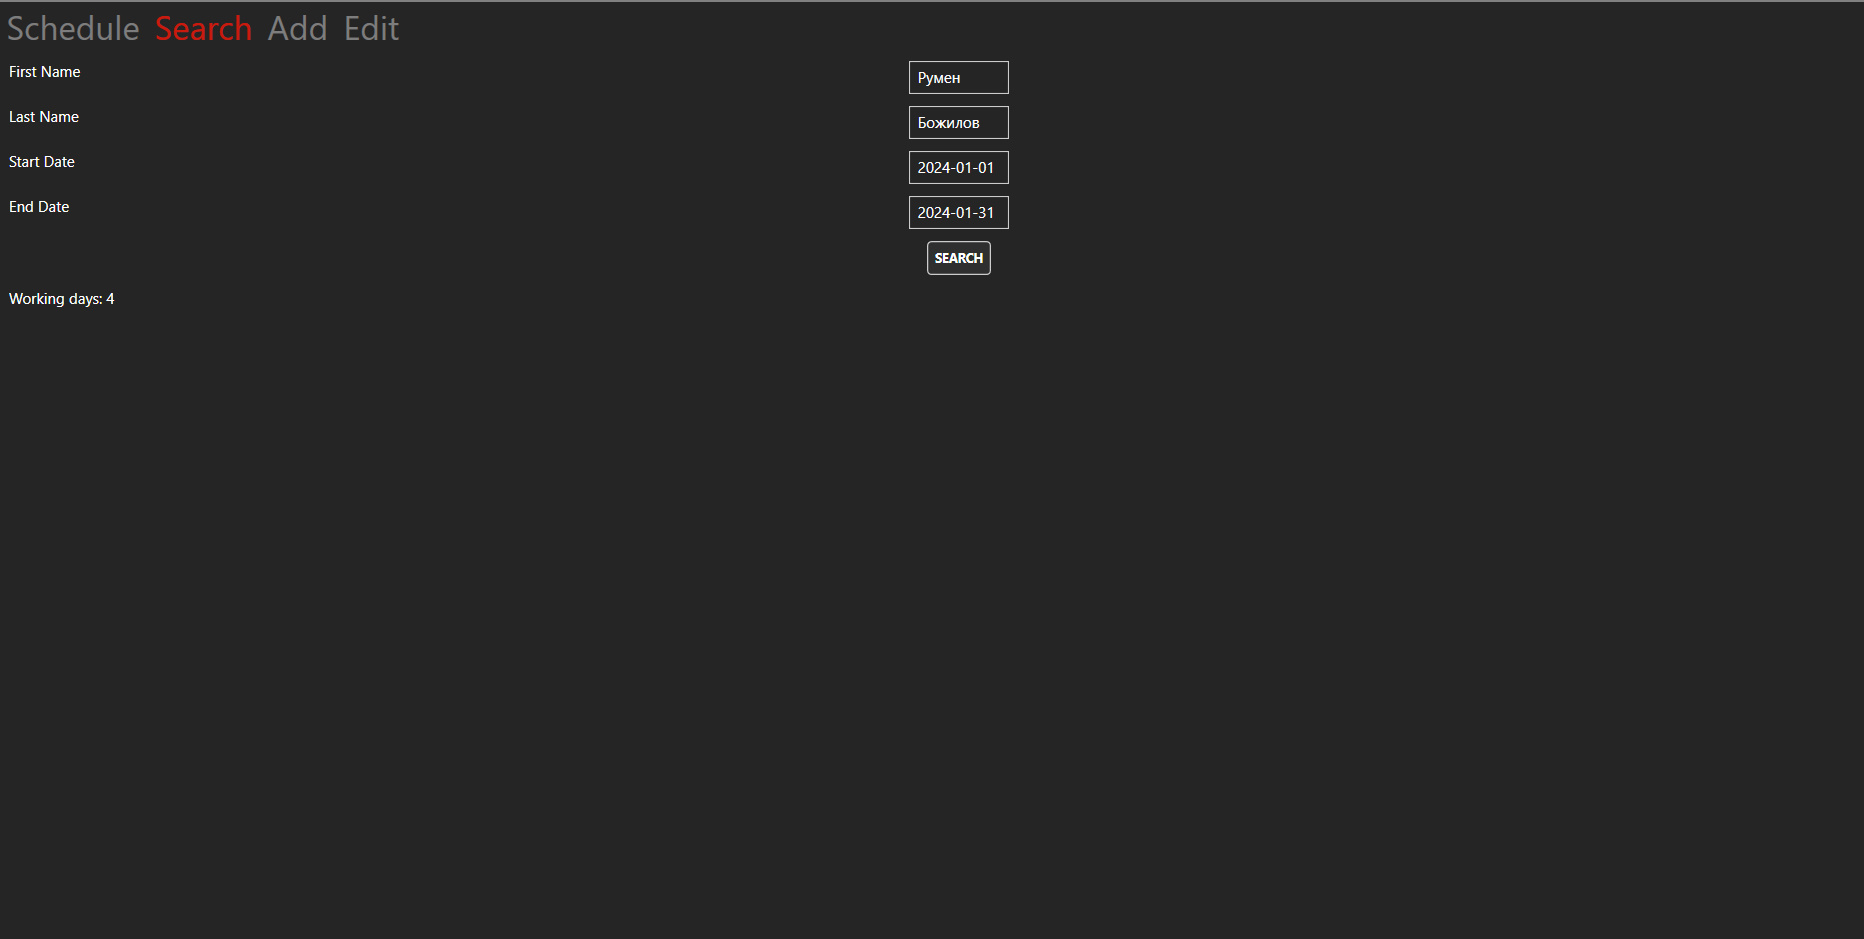 Schedule Search Add Edit
First Name Румен
Last Name Божилов
Start Date 2024-01-01
End Date 2024-01-31
SEARCH
Working days: 4